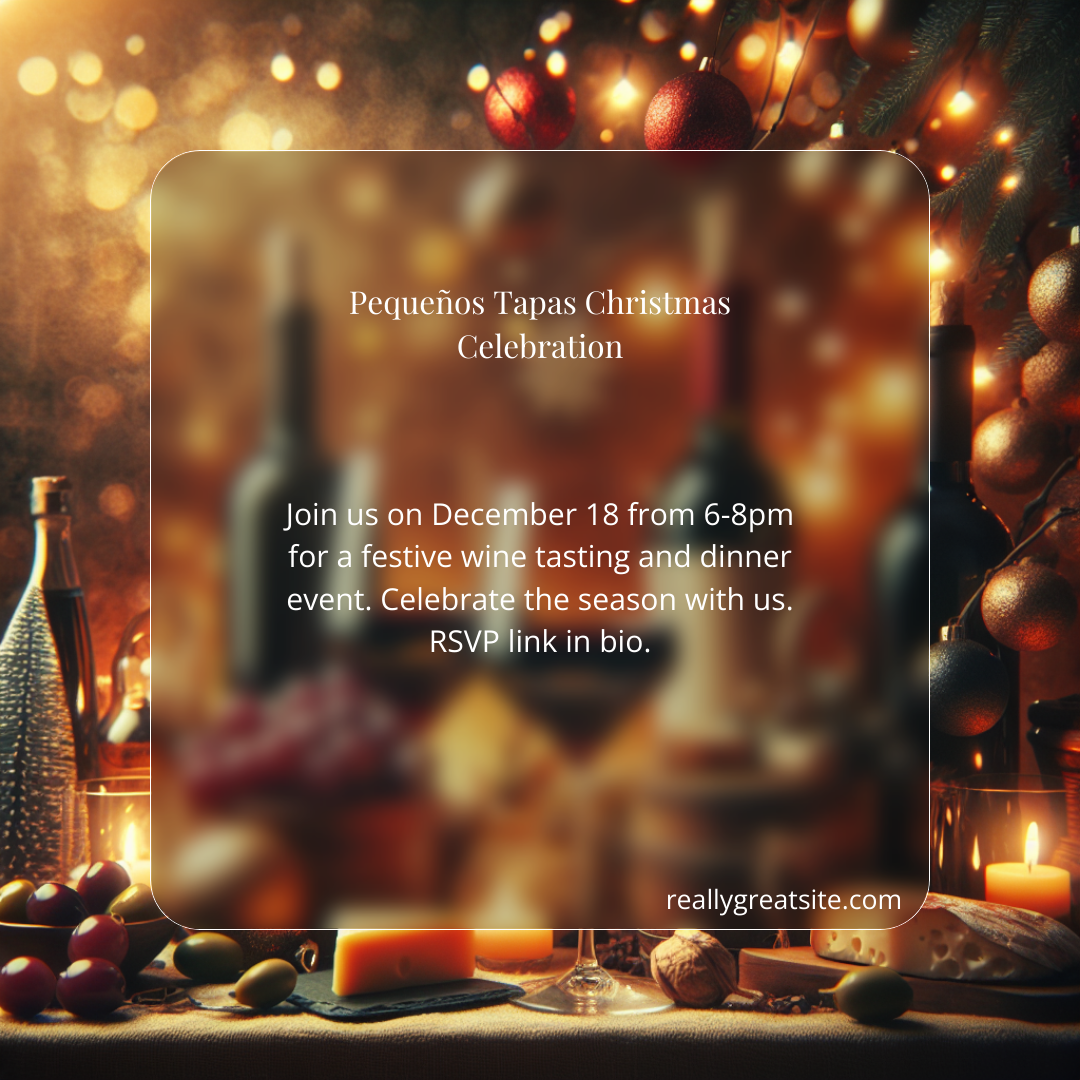 Pequeños Tapas Christmas
Celebration
Join us on December 18 from 6-8pm
for a festive wine tasting and dinner
event. Celebrate the season with us.
RSVP link in bio.
reallygreatsite.com